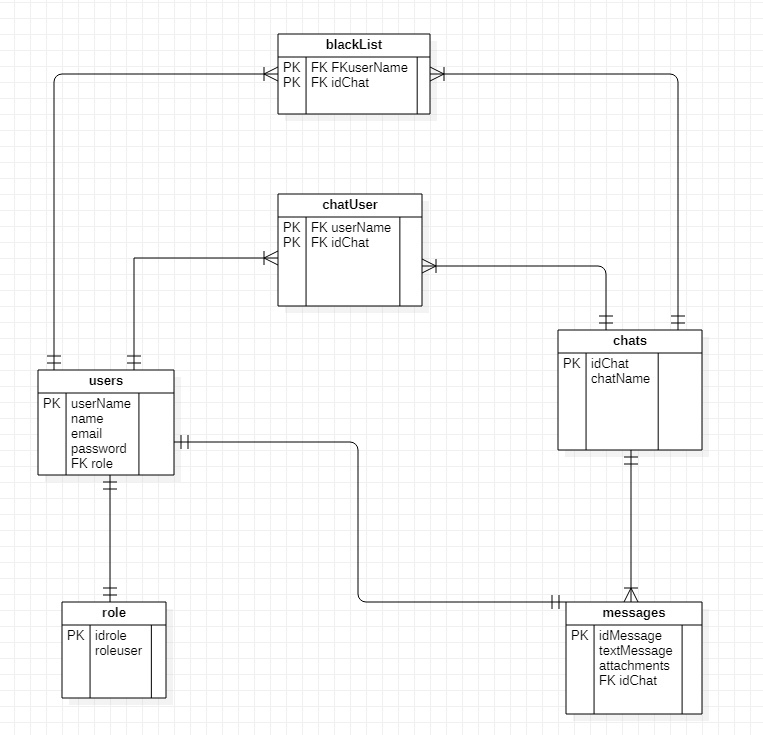 blackList
PK FK FKuserName
PK FK idChat
chatUser
PK FK userName
PK FK idChat
chats
PK idChat
chatName
users
PK userName
name
email
password
FK role
role
PK idrole
roleuser
messages
PK idMessage
textMessage
attachments
FK idChat